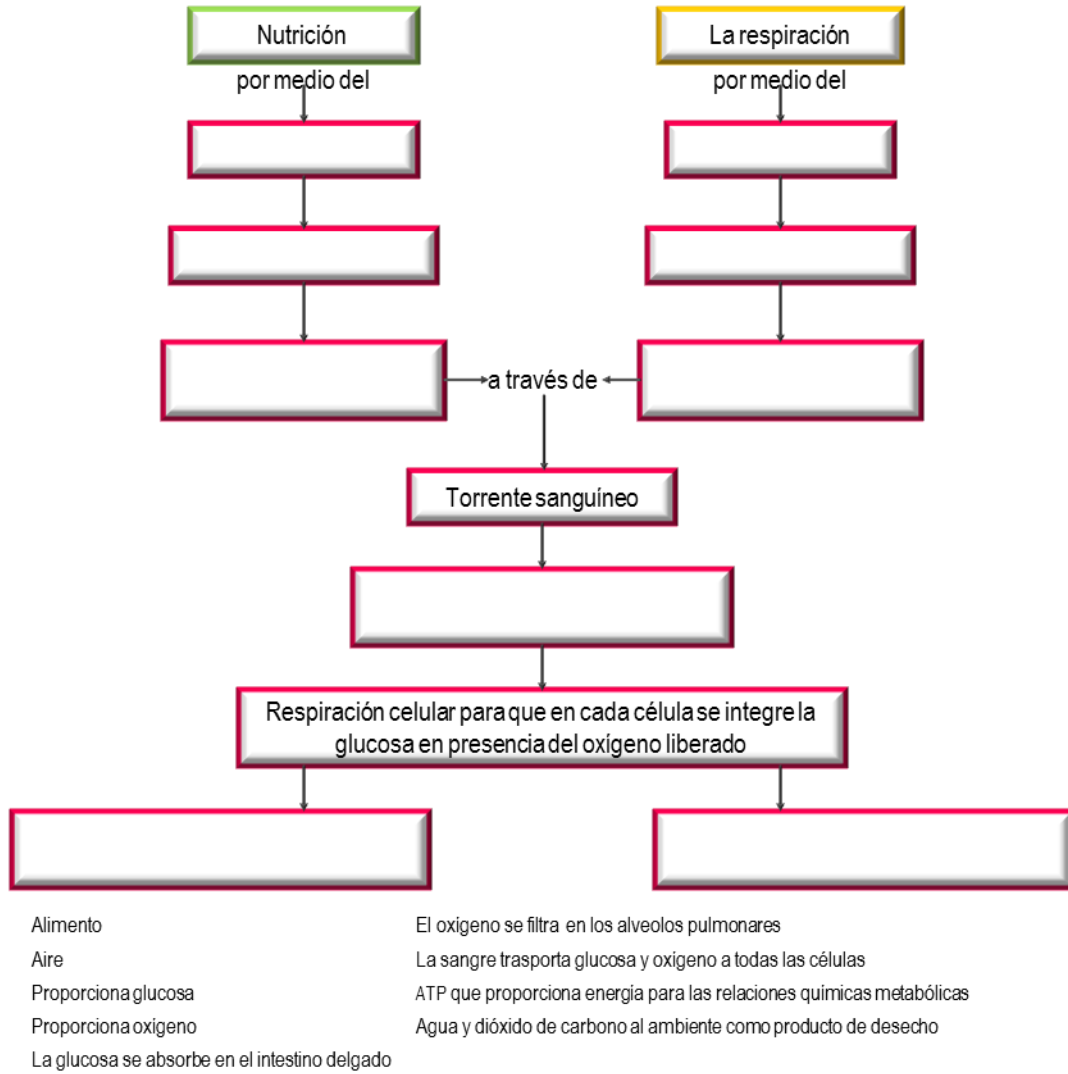 Nutrición
La respiración
por medio del
por medio del
a través de
Torrente sanguíneo
Respiración celular para que en cada célula se integre la
glucosa en presencia del oxígeno liberado
Alimento
El oxigeno se filtra en los alveolos pulmonares
Aire
La sangre trasporta glucosa y oxígeno a todas las células
Proporciona glucosa
ATP que proporciona energía para las relaciones químicas metabólicas
Proporciona oxígeno
Agua y dióxido de carbono al ambiente como producto de desecho
La glucosa se absorbe en el intestino delgado